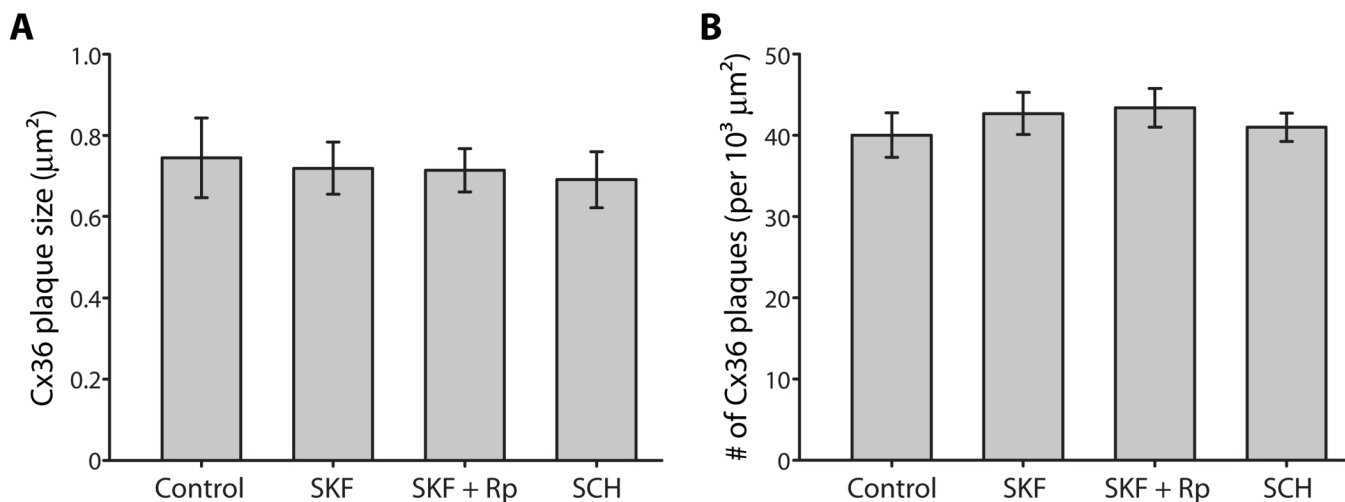 A
Cx36 plaque size (μm²)
1.0
0.8
0.6
0.4
0.2
0
Control SKF SKF + Rp SCH
B
# of Cx36 plaques (per 10³ μm²)
50
40
30
20
10
0
Control SKF SKF + Rp SCH